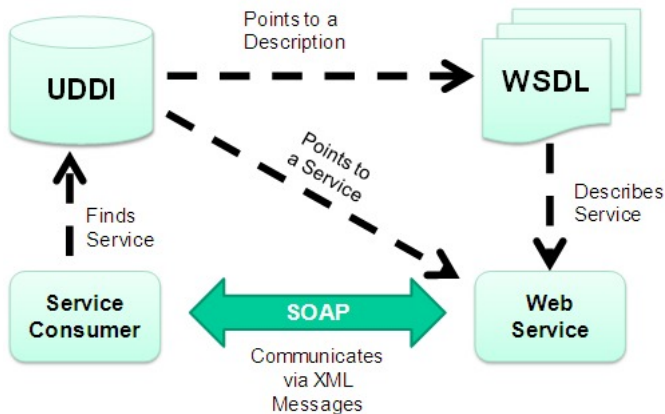 Points to a
Description
UDDI
WSDL
Points to
a Service
Finds
Service
Describes
Service
Service
Consumer
SOAP
Web
Service
Communicates
via XML
Messages